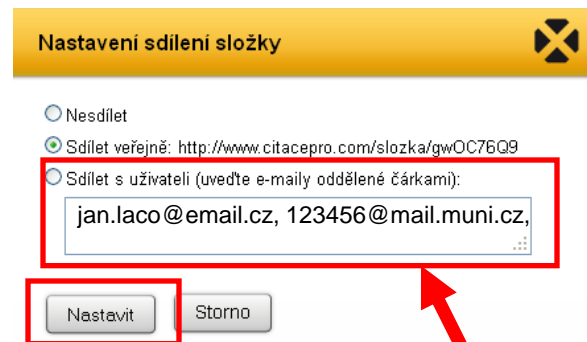 Nastavení sdílení složky
Nesdílet
Sdílet veřejně: http://www.citacepro.com/slozka/gwOC76Q9
Sdílet s uživateli (uveďte e-maily oddělené čárkami):
jan.laco@email.cz, 123456@mail.muni.cz,
Nastavit Storno